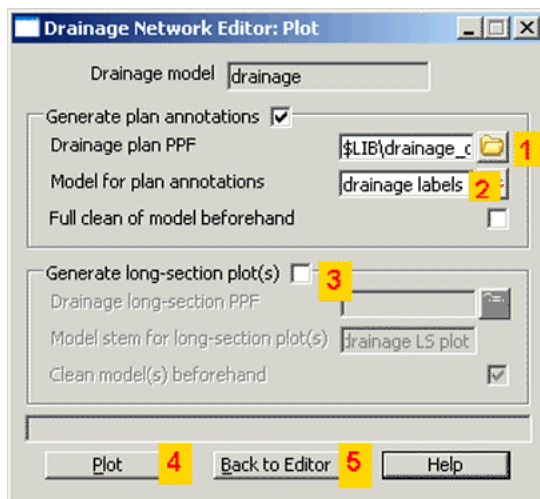 Drainage Network Editor: Plot
Drainage model drainage
Generate plan annotations
Drainage plan PPF $LIB\drainage_ 1
Model for plan annotations drainage labels 2
Full clean of model beforehand
Generate long-section plot(s) 3
Drainage long-section PPF
Model stem for long-section plot(s) drainage LS plot
Clean model(s) beforehand
Plot 4 Back to Editor 5 Help